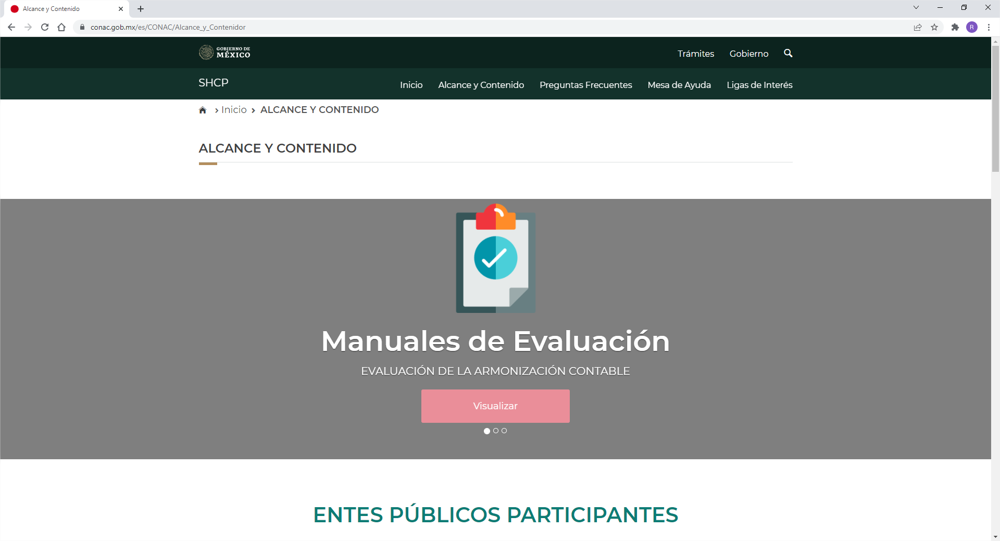 Alcance y Contenido
conac.gob.mx/es/CONAC/Alcance_y_Contenidor
R
GOBIERNO DE
MÉXICO
Trámites Gobierno
SHCP
Inicio Alcance y Contenido Preguntas Frecuentes Mesa de Ayuda Ligas de Interés
Inicio ALCANCE Y CONTENIDO
ALCANCE Y CONTENIDO
Manuales de Evaluación
EVALUACIÓN DE LA ARMONIZACIÓN CONTABLE
Visualizar
ENTES PÚBLICOS PARTICIPANTES